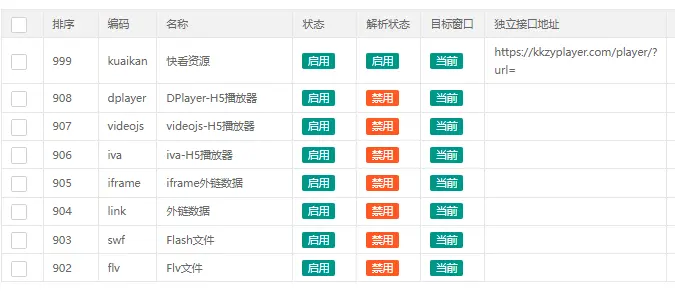 排序 编码 名称 状态 解析状态 目标窗口 独立接口地址
999 kuaikan 快看资源 启用 启用 当前 https://kkzyplayer.com/player/?
url=
908 dplayer DPlayer-H5播放器 启用 禁用 当前
907 videojs videojs-H5播放器 启用 禁用 当前
906 iva iva-H5播放器 启用 禁用 当前
905 iframe iframe外链数据 启用 禁用 当前
904 link 外链数据 启用 禁用 当前
903 swf Flash文件 启用 禁用 当前
902 flv Flv文件 启用 禁用 当前